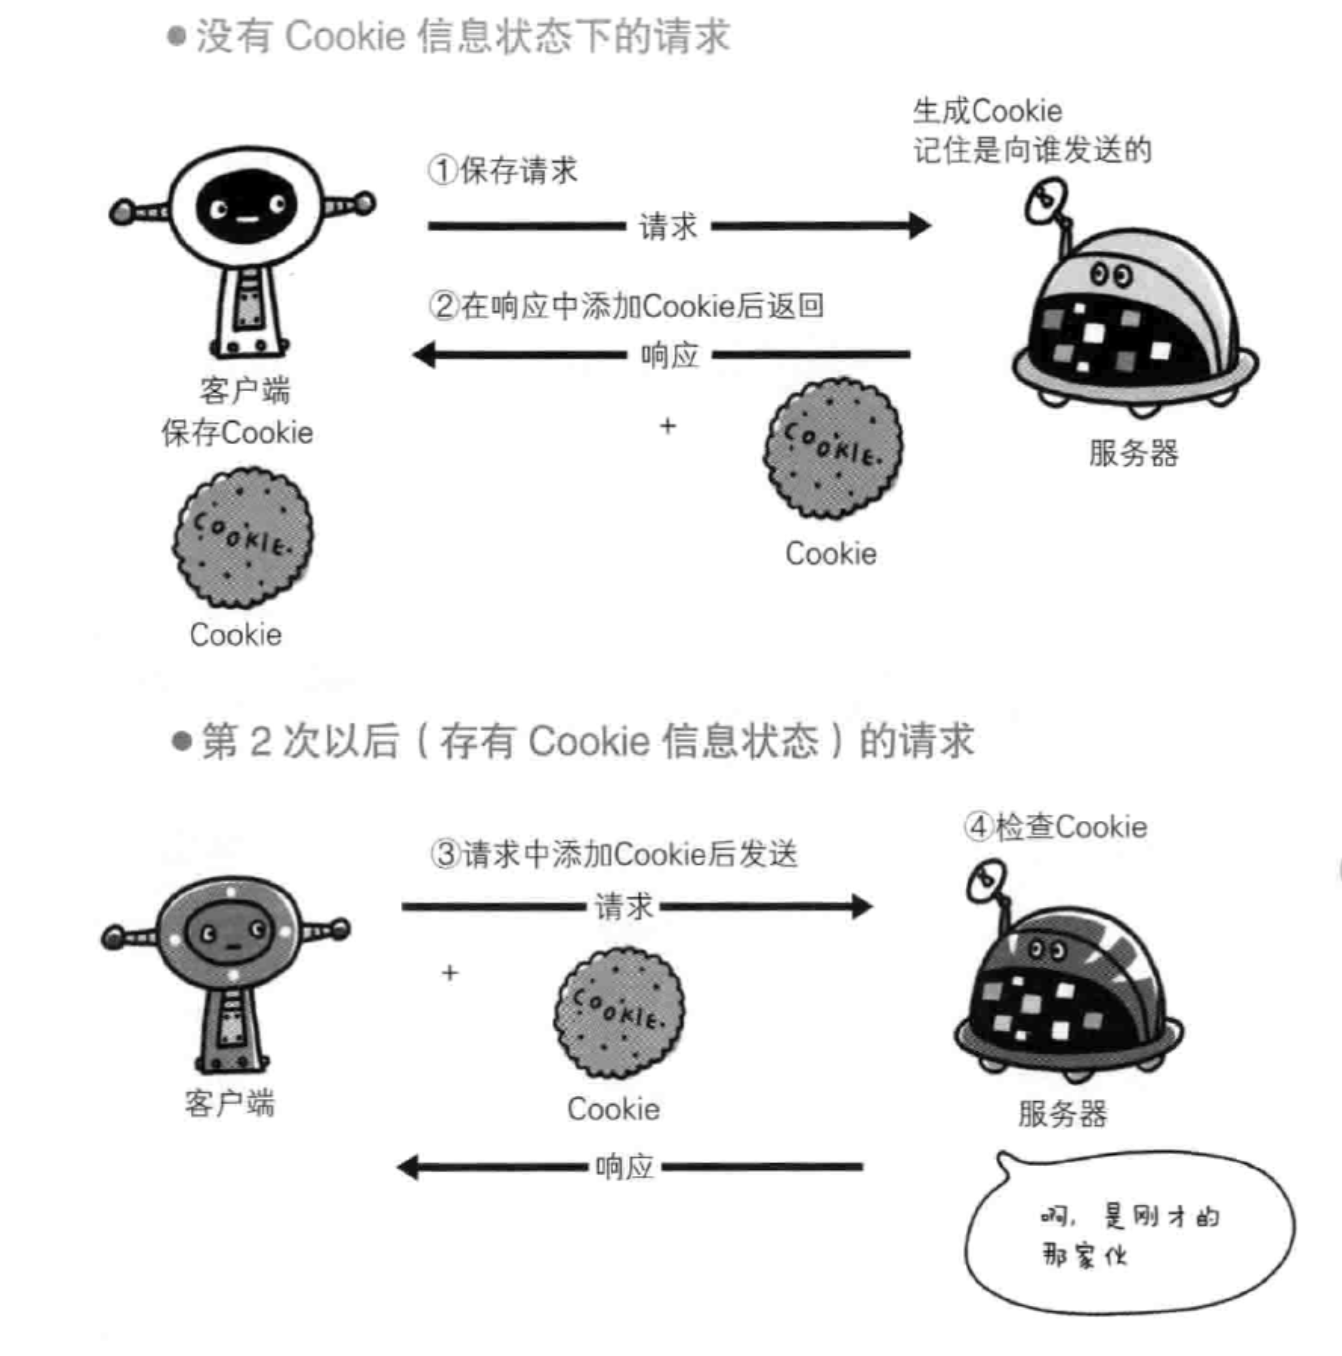 ●没有 Cookie 信息状态下的请求
生成Cookie
记住是向谁发送的
①保存请求
请求
②在响应中添加Cookie后返回
响应
客户端
保存Cookie
+
COOKIE.
Cookie
服务器
COOKIE.
Cookie
●第 2 次以后（存有 Cookie 信息状态）的请求
④检查Cookie
③请求中添加Cookie后发送
请求
+
COOKIE.
Cookie
客户端
服务器
响应
啊，是刚才的
那家伙